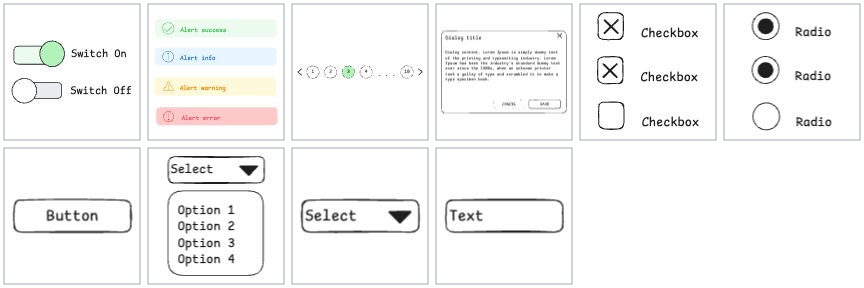 Switch On
Switch Off
Alert success
Alert info
Alert warning
Alert error
< 1 2 3 4 ... 10 >
Dialog title
Dialog content: Lorem Ipsum is simply dummy text
of the printing and typesetting industry. Lorem
Ipsum has been the industry's standard dummy text
ever since the 1500s, when an unknown printer
took a galley of type and scrambled it to make a
type specimen book.
CANCEL
SAVE
Checkbox
Checkbox
Checkbox
Radio
Radio
Radio
Button
Select
Option 1
Option 2
Option 3
Option 4
Select
Text